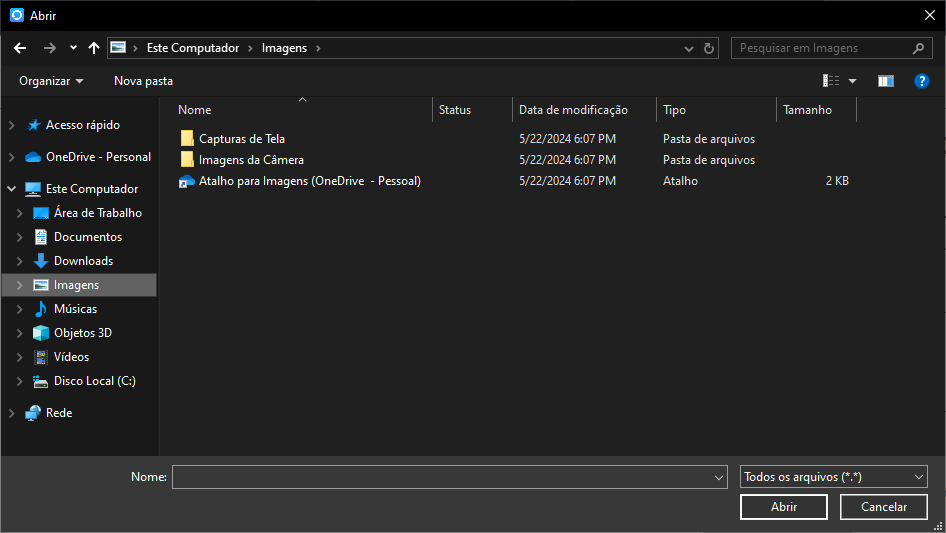 Abrir
Este Computador
Imagens
Pesquisar em Imagens
Organizar
Nova pasta
?
Nome Status Data de modificação Tipo Tamanho
Capturas de Tela 5/22/2024 6:07 PM Pasta de arquivos
Imagens da Câmera 5/22/2024 6:07 PM Pasta de arquivos
Atalho para Imagens (OneDrive - Pessoal) 5/22/2024 6:07 PM Atalho 2 KB
Acesso rápido
OneDrive - Personal
Este Computador
Área de Trabalho
Documentos
Downloads
Imagens
Músicas
Objetos 3D
Vídeos
Disco Local (C:)
Rede
Nome:
Todos os arquivos (*.*)
Abrir
Cancelar